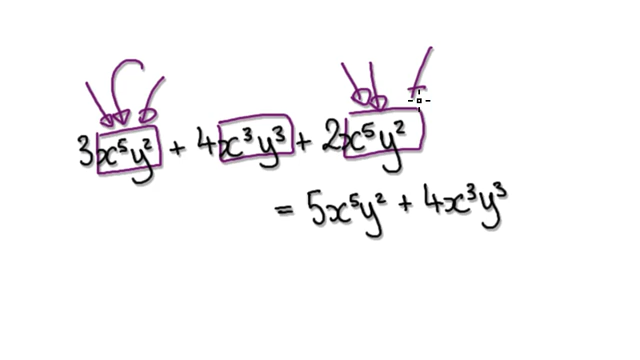 3x⁵y² + 4x³y³ + 2x⁵y²
= 5x⁵y² + 4x³y³